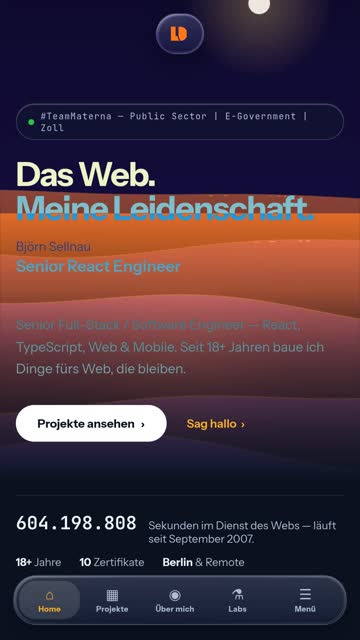 #TeamMaterna — Public Sector | E-Government |
Zoll
Das Web.
Meine Leidenschaft.
Björn Sellnau
Senior React Engineer
Senior Full-Stack / Software Engineer — React,
TypeScript, Web & Mobile. Seit 18+ Jahren baue ich
Dinge fürs Web, die bleiben.
Projekte ansehen ›
Sag hallo ›
604.198.808 Sekunden im Dienst des Webs — läuft
seit September 2007.
18+ Jahre 10 Zertifikate Berlin & Remote
Home Projekte Über mich Labs Menü